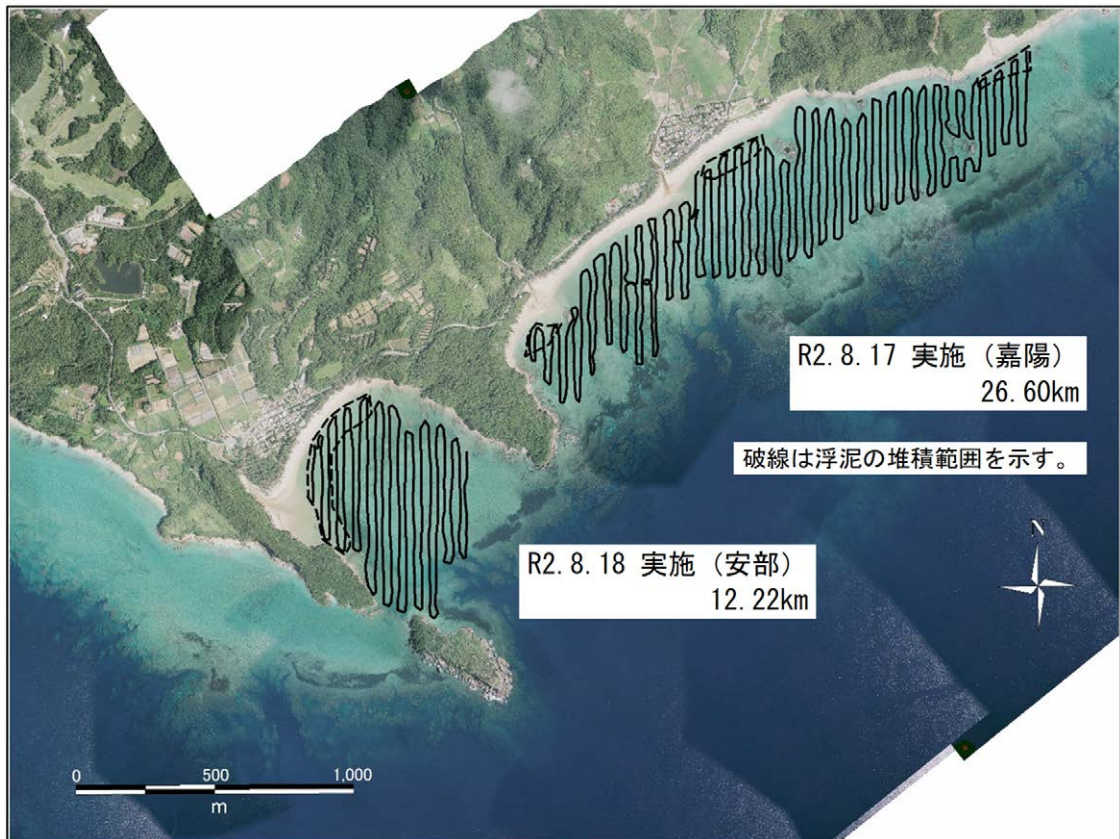 R2.8.17 実施（嘉陽）
26.60km
破線は浮泥の堆積範囲を示す。
N
R2.8.18 実施（安部）
12.22km
0 500 1,000
m